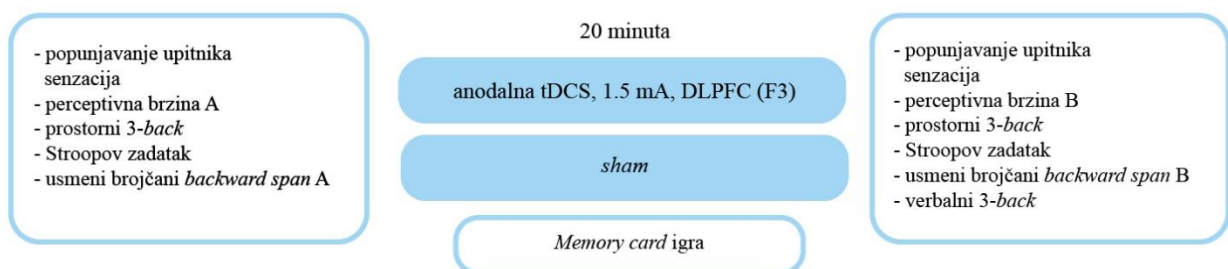 - popunjavanje upitnika
senzacija
- perceptivna brzina A
- prostorni 3-back
- Stroopov zadatak
- usmeni brojčani backward span A
20 minuta
anodalna tDCS, 1.5 mA, DLPFC (F3)
sham
Memory card igra
- popunjavanje upitnika
senzacija
- perceptivna brzina B
- prostorni 3-back
- Stroopov zadatak
- usmeni brojčani backward span B
- verbalni 3-back